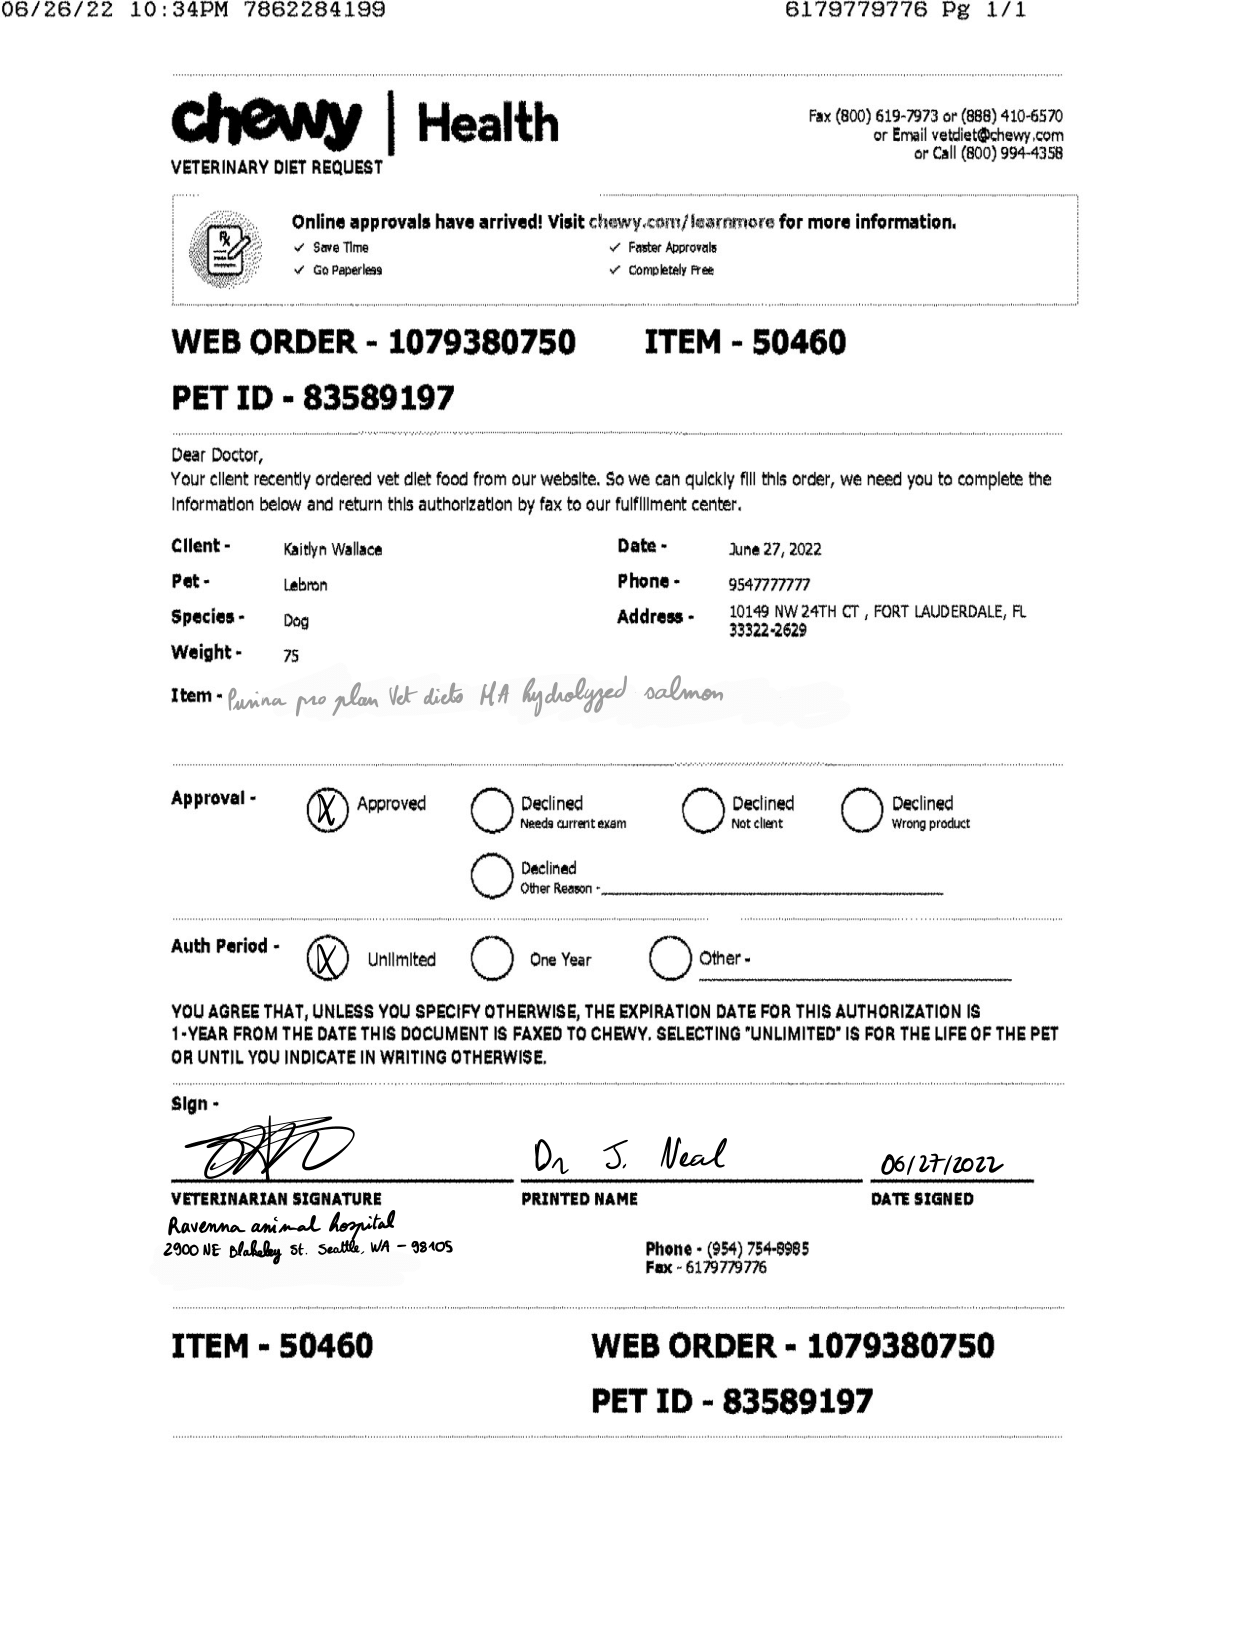 06/26/22 10:34PM 7862284199 6179779776 Pg 1/1
chewy | Health
VETERINARY DIET REQUEST
Fax (800) 619-7973 or (888) 410-6570
or Email vetdiet@chewy.com
or Call (800) 994-4358
Rx
Online approvals have arrived! Visit chewy.com/learnmore for more information.
✓ Save Time ✓ Faster Approvals
✓ Go Paperless ✓ Completely Free
WEB ORDER - 1079380750 ITEM - 50460
PET ID - 83589197
Dear Doctor,
Your client recently ordered vet diet food from our website. So we can quickly fill this order, we need you to complete the
information below and return this authorization by fax to our fulfillment center.
Client - Kaitlyn Wallace Date - June 27, 2022
Pet - Lebron Phone - 9547777777
Species - Dog Address - 10149 NW 24TH CT , FORT LAUDERDALE, FL
33322-2629
Weight - 75
Item - Purina pro plan Vet diets HA hydrolyzed salmon
Approval - X Approved Declined Declined Declined
Needs current exam Not client Wrong product
Declined
Other Reason -
Auth Period - X Unlimited One Year Other -
YOU AGREE THAT, UNLESS YOU SPECIFY OTHERWISE, THE EXPIRATION DATE FOR THIS AUTHORIZATION IS
1-YEAR FROM THE DATE THIS DOCUMENT IS FAXED TO CHEWY. SELECTING "UNLIMITED" IS FOR THE LIFE OF THE PET
OR UNTIL YOU INDICATE IN WRITING OTHERWISE.
Sign -
Dr J. Neal 06/27/2022
VETERINARIAN SIGNATURE PRINTED NAME DATE SIGNED
Ravenna animal hospital
2900 NE Blakeley St. Seattle, WA - 98105
Phone - (954) 754-8985
Fax - 6179779776
ITEM - 50460 WEB ORDER - 1079380750
PET ID - 83589197